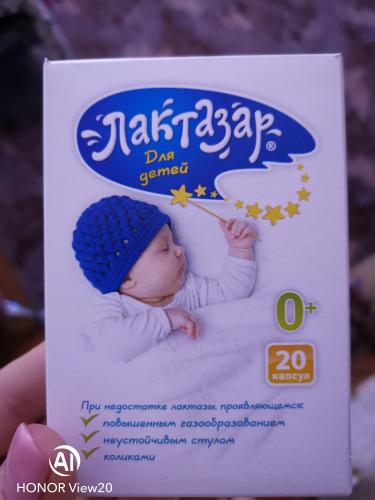 Лактазар®
Для
детей
0+
20
капсул
При недостатке лактазы, проявляющемся:
повышенным газообразованием
неустойчивым стулом
коликами
AI
HONOR View20